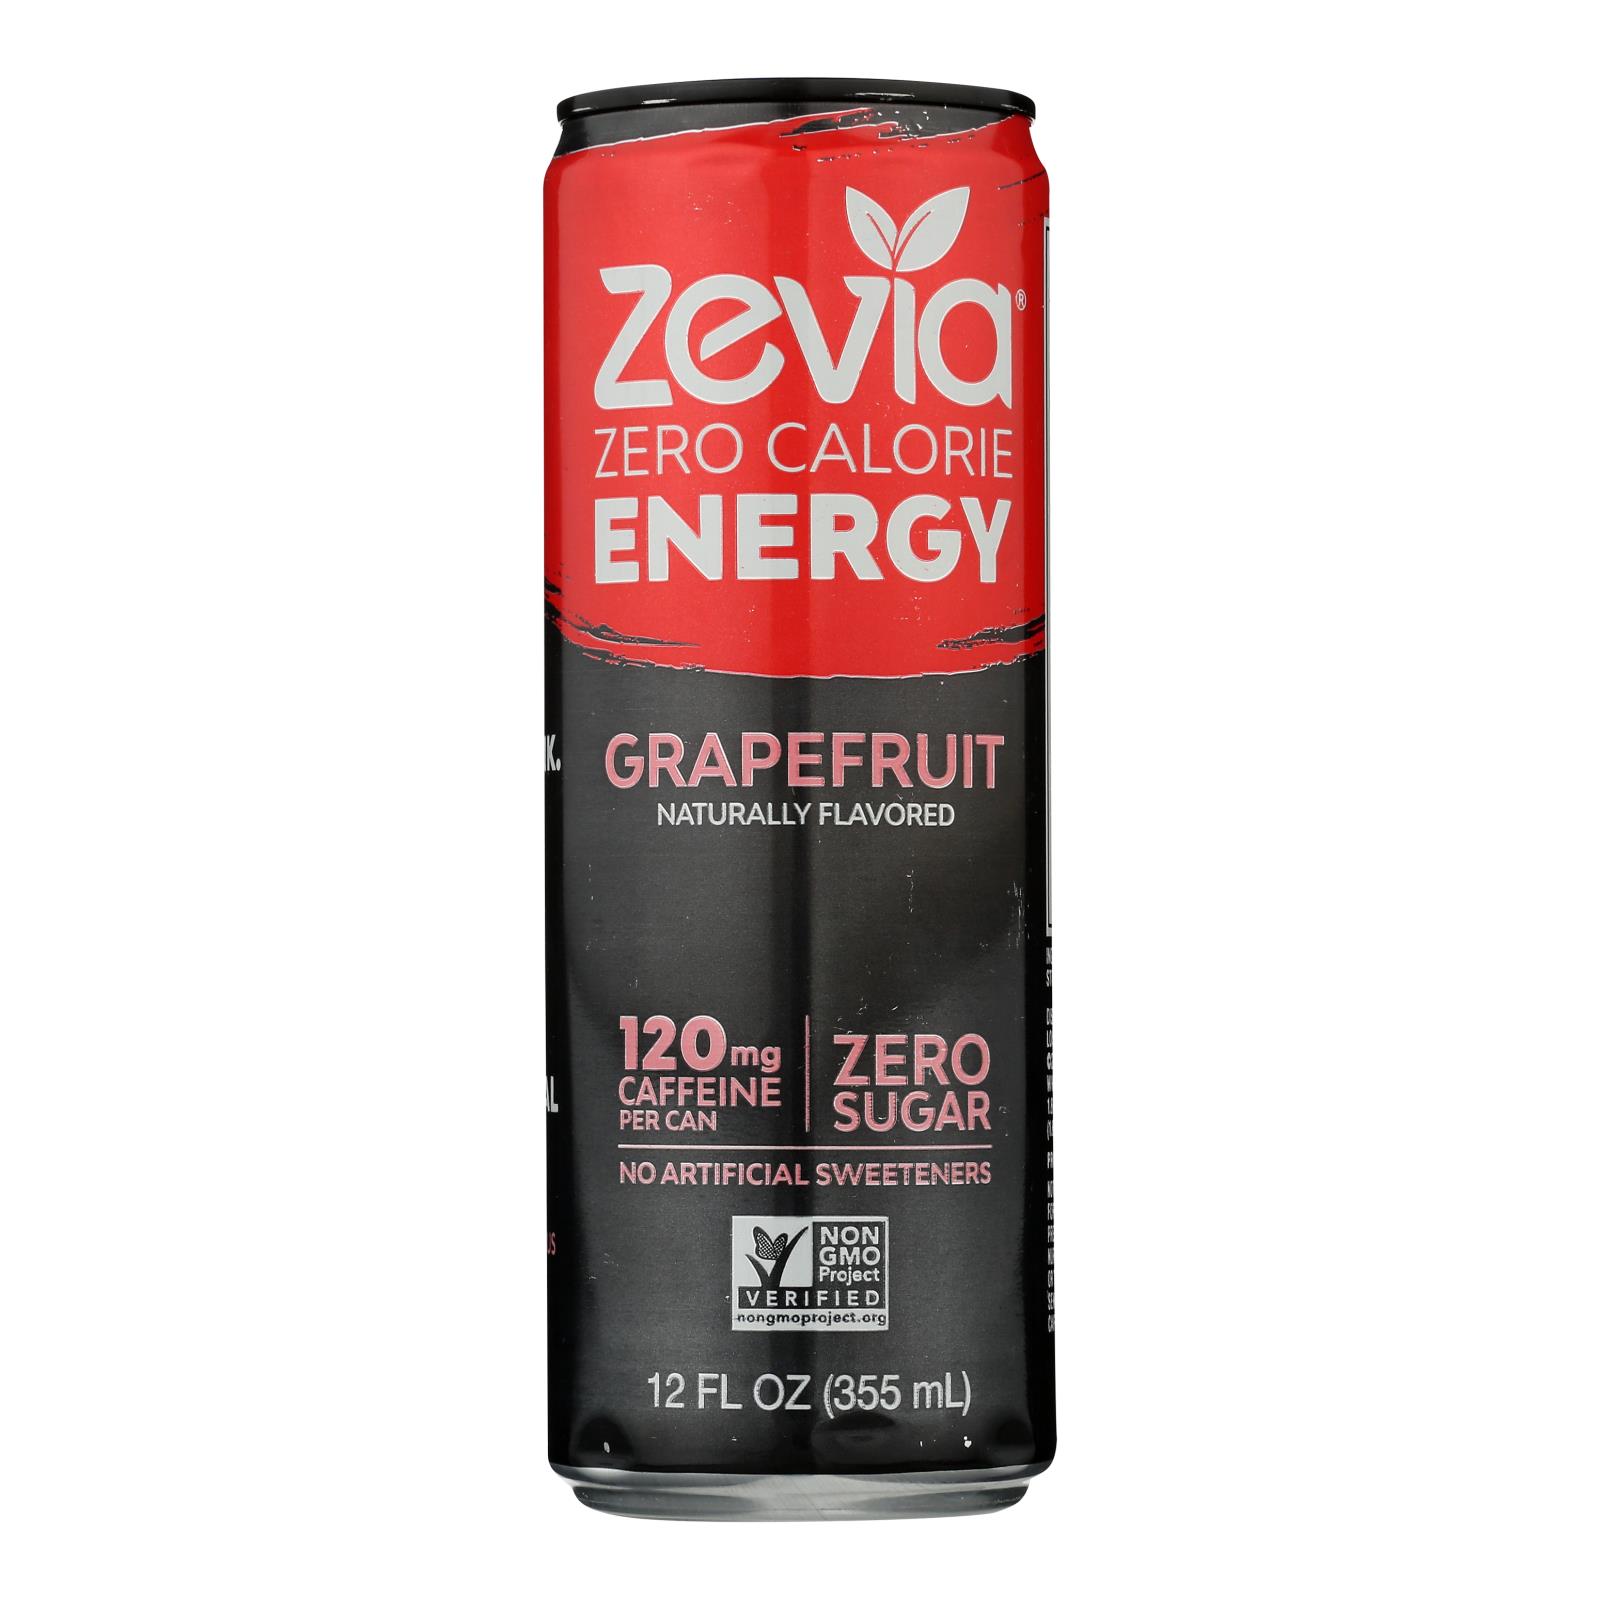 zevia®
ZERO CALORIE
ENERGY
GRAPEFRUIT
NATURALLY FLAVORED
120mg
CAFFEINE
PER CAN
ZERO
SUGAR
NO ARTIFICIAL SWEETENERS
NON
GMO
Project
VERIFIED
nongmoproject.org
12 FL OZ (355 mL)